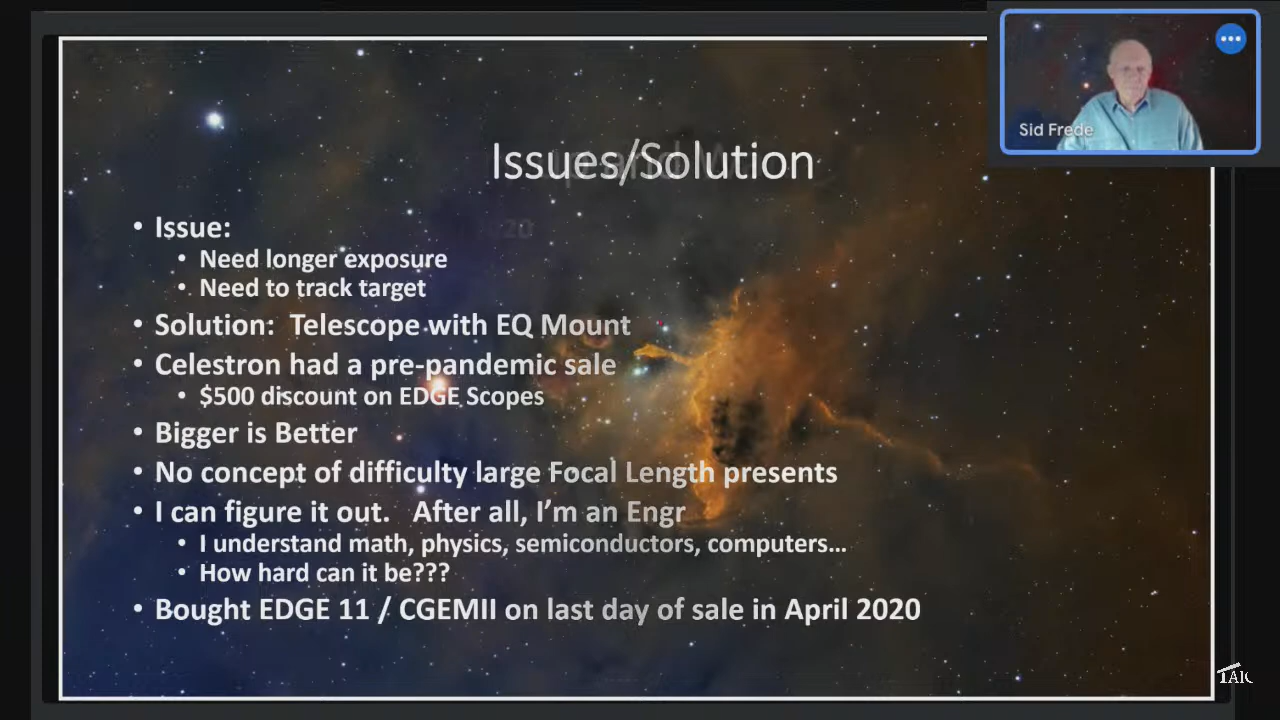 Sid Frede
Issues/Solution
• Issue:
• Need longer exposure
• Need to track target
• Solution: Telescope with EQ Mount
• Celestron had a pre-pandemic sale
• $500 discount on EDGE Scopes
• Bigger is Better
• No concept of difficulty large Focal Length presents
• I can figure it out. After all, I’m an Engr
• I understand math, physics, semiconductors, computers…
• How hard can it be???
• Bought EDGE 11 / CGEMII on last day of sale in April 2020